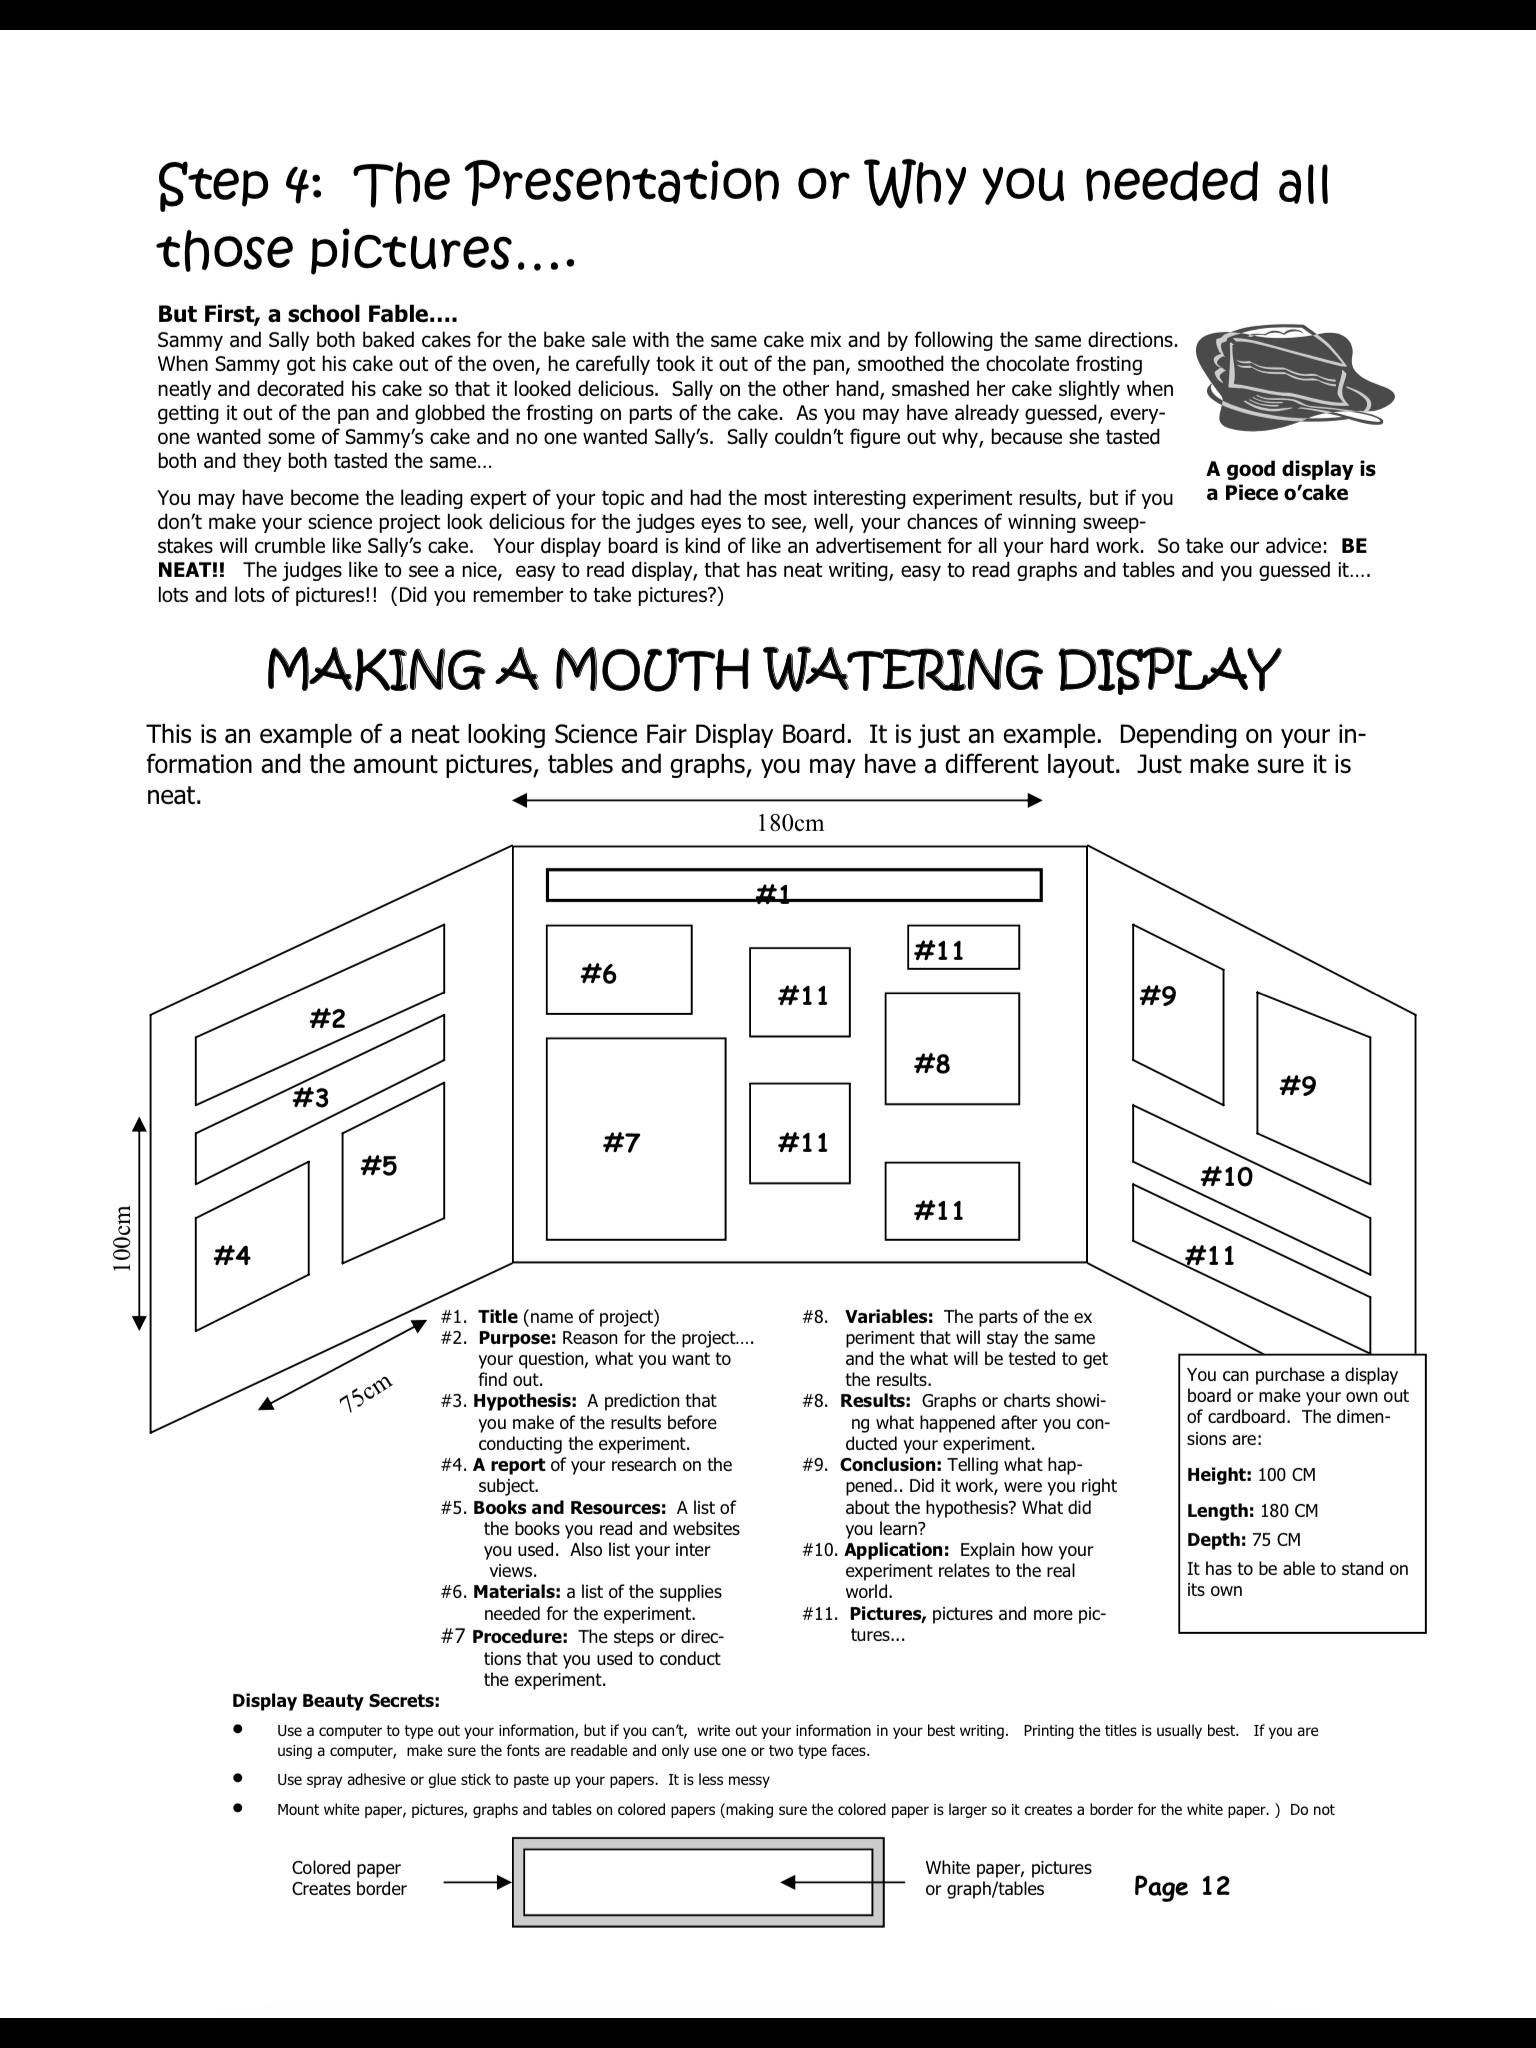 Step 4:  The Presentation or Why you needed all
those pictures….
But First, a school Fable….
Sammy and Sally both baked cakes for the bake sale with the same cake mix and by following the same directions.
When Sammy got his cake out of the oven, he carefully took it out of the pan, smoothed the chocolate frosting
neatly and decorated his cake so that it looked delicious.  Sally on the other hand, smashed her cake slightly when
getting it out of the pan and globbed the frosting on parts of the cake.  As you may have already guessed, every-
one wanted some of Sammy's cake and no one wanted Sally's.  Sally couldn't figure out why, because she tasted
both and they both tasted the same…
A good display is
a Piece o'cake
You may have become the leading expert of your topic and had the most interesting experiment results, but if you
don't make your science project look delicious for the judges eyes to see, well, your chances of winning sweep-
stakes will crumble like Sally's cake.   Your display board is kind of like an advertisement for all your hard work.  So take our advice:  BE
NEAT!!   The judges like to see a nice,  easy to read display, that has neat writing, easy to read graphs and tables and you guessed it….
lots and lots of pictures!!  (Did you remember to take pictures?)
MAKING A MOUTH WATERING DISPLAY
This is an example of a neat looking Science Fair Display Board.  It is just an example.  Depending on your in-
formation and the amount pictures, tables and graphs, you may have a different layout.  Just make sure it is
neat.
180cm
100cm
75cm
#2
#3
#5
#4
#1
#6
#11
#11
#8
#7
#11
#11
#9
#9
#10
#11
#1.  Title (name of project)
#2.  Purpose: Reason for the project….
your question, what you want to
find out.
#3. Hypothesis:  A prediction that
you make of the results before
conducting the experiment.
#4. A report of your research on the
subject.
#5. Books and Resources:  A list of
the books you read and websites
you used.  Also list your inter
views.
#6. Materials: a list of the supplies
needed for the experiment.
#7 Procedure:  The steps or direc-
tions that you used to conduct
the experiment.
#8.   Variables:  The parts of the ex
periment that will stay the same
and the what will be tested to get
the results.
#8.  Results:  Graphs or charts showi-
ng what happened after you con-
ducted your experiment.
#9.  Conclusion: Telling what hap-
pened.. Did it work, were you right
about the hypothesis? What did
you learn?
#10. Application:  Explain how your
experiment relates to the real
world.
#11.  Pictures, pictures and more pic-
tures...
You can purchase a display
board or make your own out
of cardboard.  The dimen-
sions are:
Height: 100 CM
Length: 180 CM
Depth: 75 CM
It has to be able to stand on
its own
Display Beauty Secrets:
● Use a computer to type out your information, but if you can't,  write out your information in your best writing.   Printing the titles is usually best.   If you are
using a computer,  make sure the fonts are readable and only use one or two type faces.
● Use spray adhesive or glue stick to paste up your papers.  It is less messy
● Mount white paper, pictures, graphs and tables on colored papers (making sure the colored paper is larger so it creates a border for the white paper. )  Do not
Colored paper
Creates border
White paper, pictures
or graph/tables
Page 12